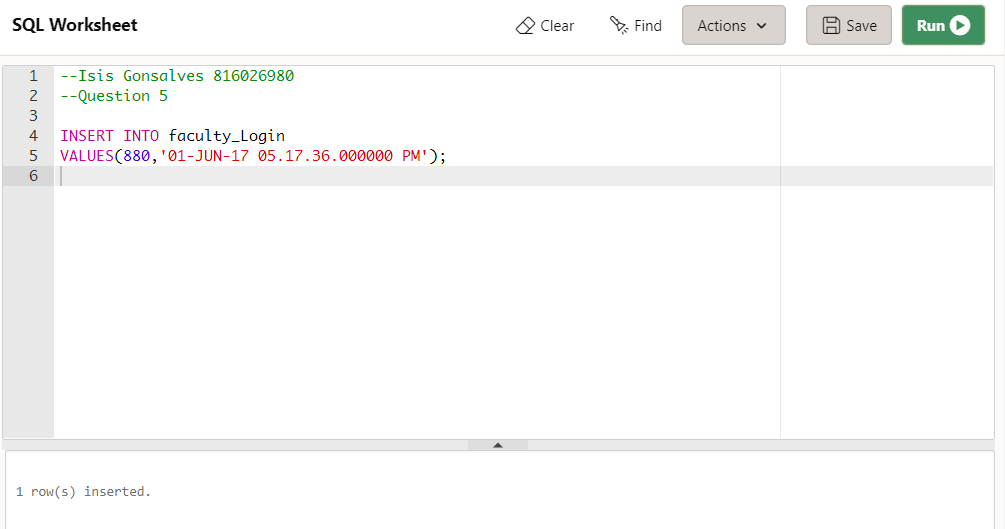 SQL Worksheet
Clear
Find
Actions
Save
Run
1 --Isis Gonsalves 816026980
2 --Question 5
3
4 INSERT INTO faculty_Login
5 VALUES(880,'01-JUN-17 05.17.36.000000 PM');
6
1 row(s) inserted.